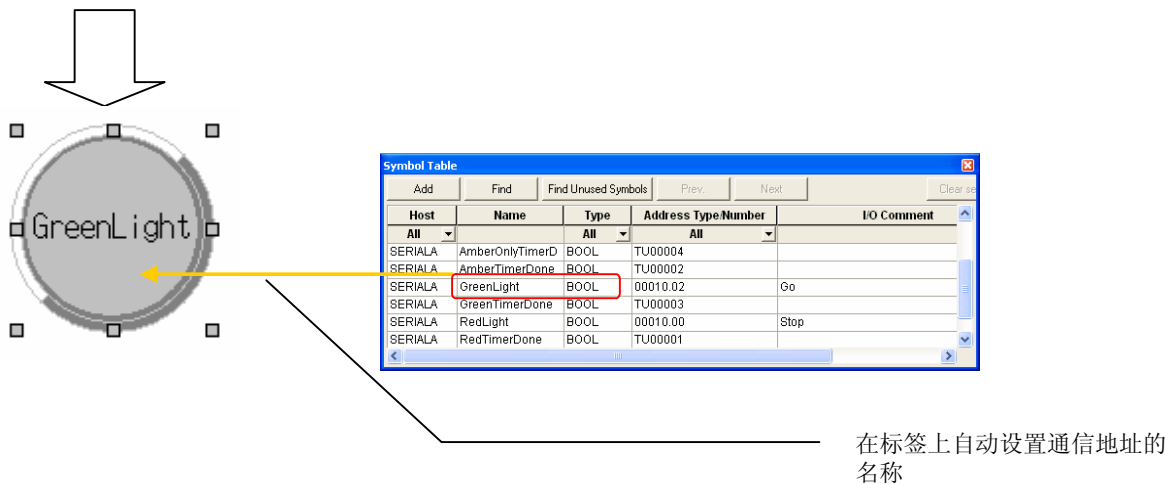 GreenLight
Symbol Table
Add Find Find Unused Symbols Prev. Next Clear se
Host Name Type Address Type/Number I/O Comment
All All All
SERIALA AmberOnlyTimerD BOOL TU00004
SERIALA AmberTimerDone BOOL TU00002
SERIALA GreenLight BOOL 00010.02 Go
SERIALA GreenTimerDone BOOL TU00003
SERIALA RedLight BOOL 00010.00 Stop
SERIALA RedTimerDone BOOL TU00001
在标签上自动设置通信地址的
名称